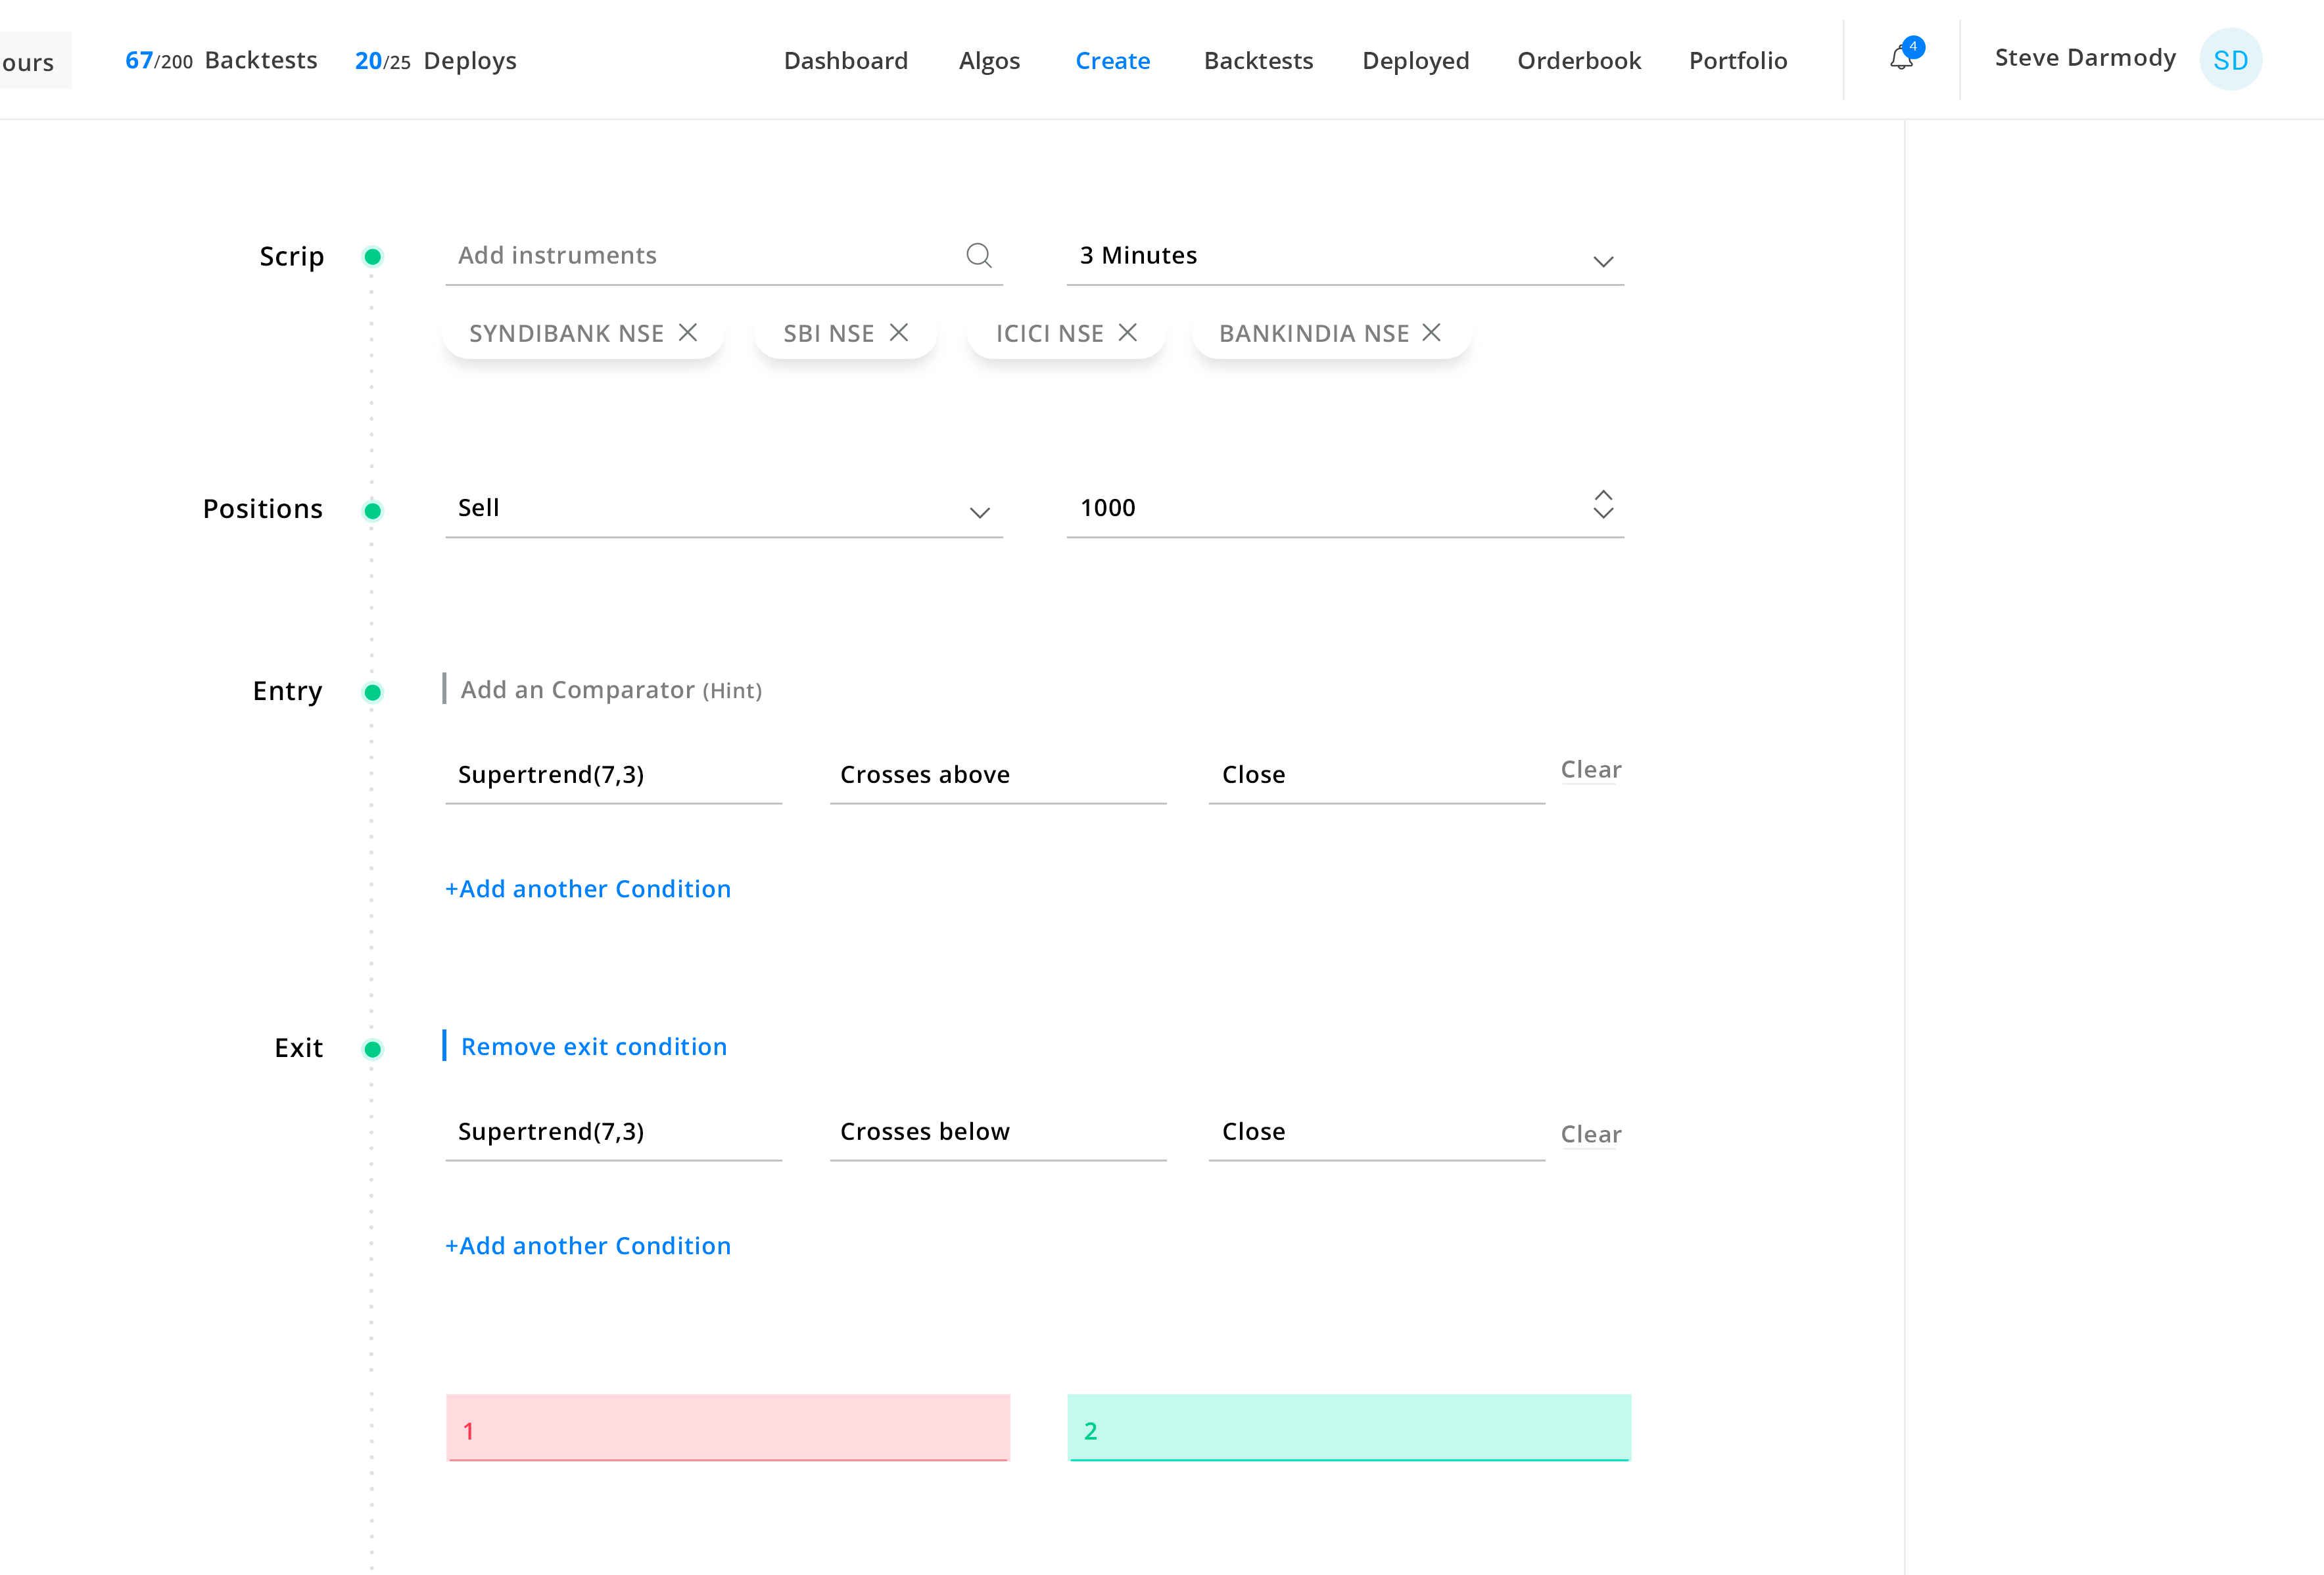 ours 67/200 Backtests 20/25 Deploys Dashboard Algos Create Backtests Deployed Orderbook Portfolio 4 Steve Darmody SD
Scrip Add instruments 3 Minutes
SYNDIBANK NSE SBI NSE ICICI NSE BANKINDIA NSE
Positions Sell 1000
Entry Add an Comparator (Hint)
Supertrend(7,3) Crosses above Close Clear
+Add another Condition
Exit Remove exit condition
Supertrend(7,3) Crosses below Close Clear
+Add another Condition
1 2